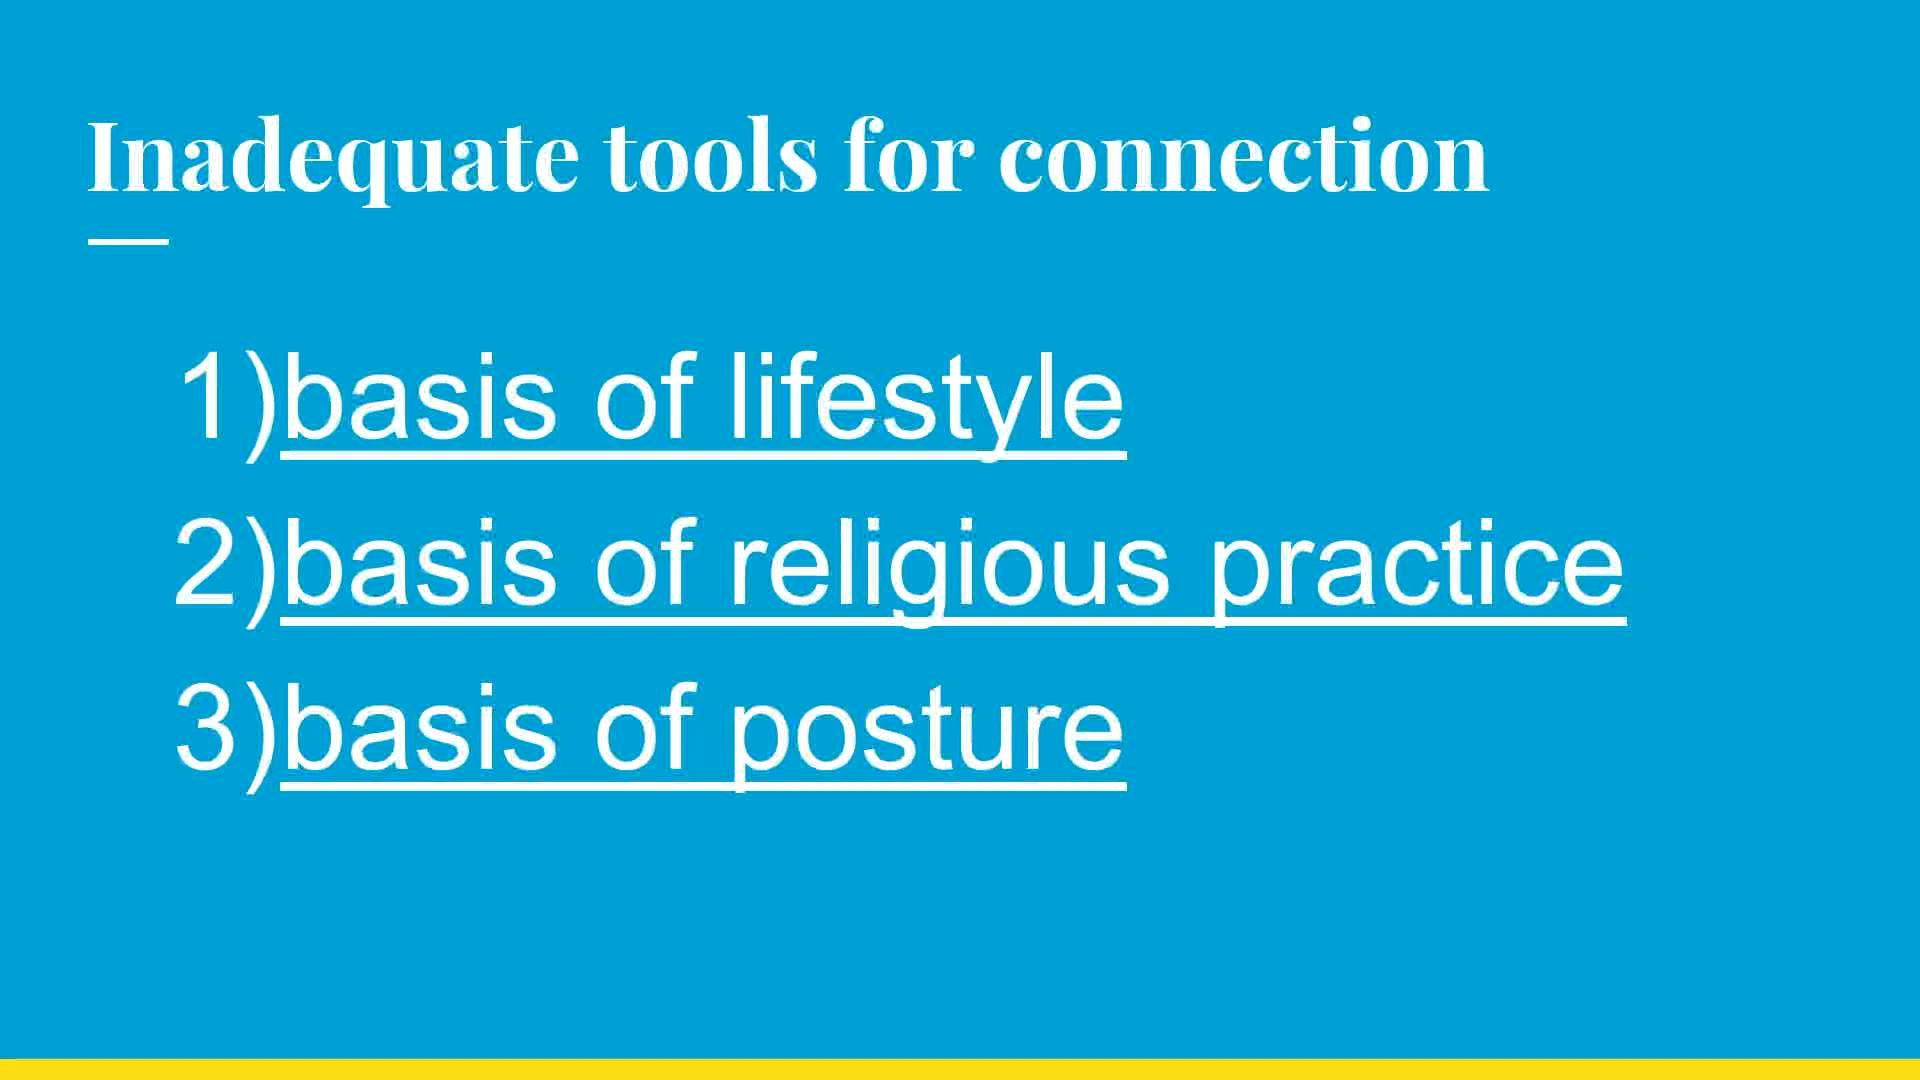 Inadequate tools for connection
1)basis of lifestyle
2)basis of religious practice
3)basis of posture